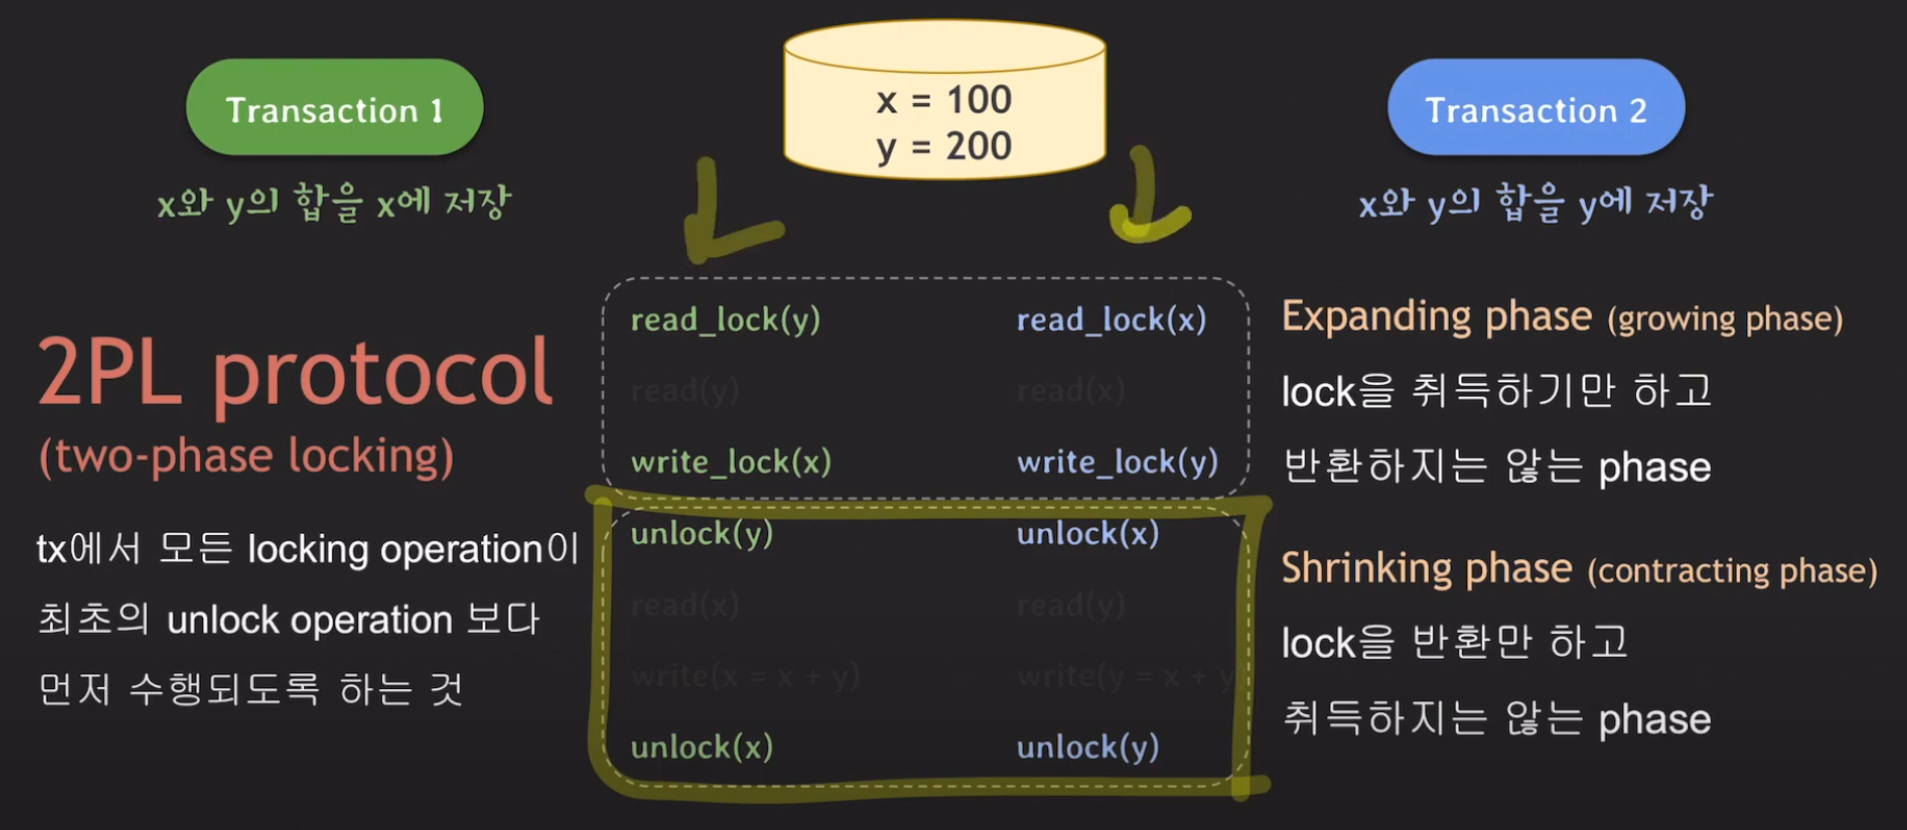 Transaction 1
x와 y의 합을 x에 저장
x = 100
y = 200
Transaction 2
x와 y의 합을 y에 저장
2PL protocol
(two-phase locking)
tx에서 모든 locking operation이
최초의 unlock operation 보다
먼저 수행되도록 하는 것
read_lock(y)
read(y)
write_lock(x)
unlock(y)
read(x)
write(x = x + y)
unlock(x)
read_lock(x)
read(x)
write_lock(y)
unlock(x)
read(y)
write(y = x + y)
unlock(y)
Expanding phase (growing phase)
lock을 취득하기만 하고
반환하지는 않는 phase
Shrinking phase (contracting phase)
lock을 반환만 하고
취득하지는 않는 phase